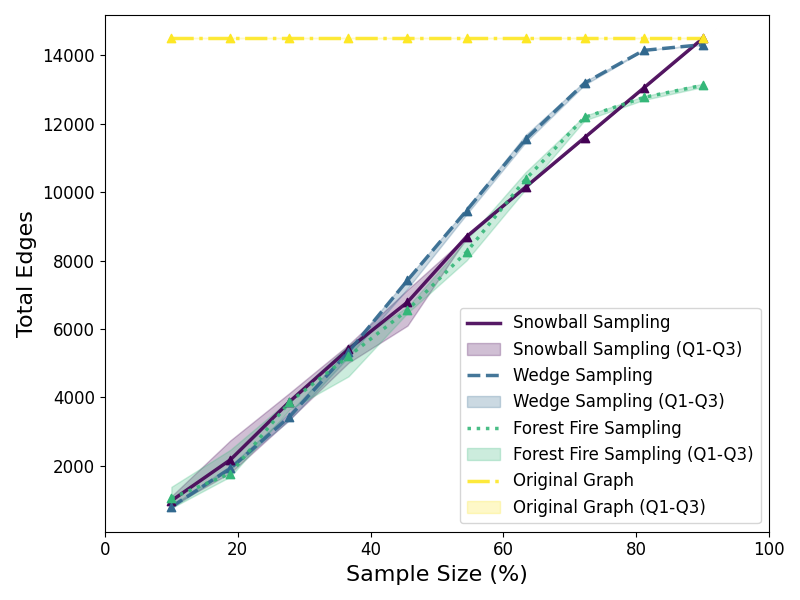 Total Edges
14000
12000
10000
8000
6000
4000
2000
0
20
40
60
80
100
Sample Size (%)
Snowball Sampling
Snowball Sampling (Q1-Q3)
Wedge Sampling
Wedge Sampling (Q1-Q3)
Forest Fire Sampling
Forest Fire Sampling (Q1-Q3)
Original Graph
Original Graph (Q1-Q3)